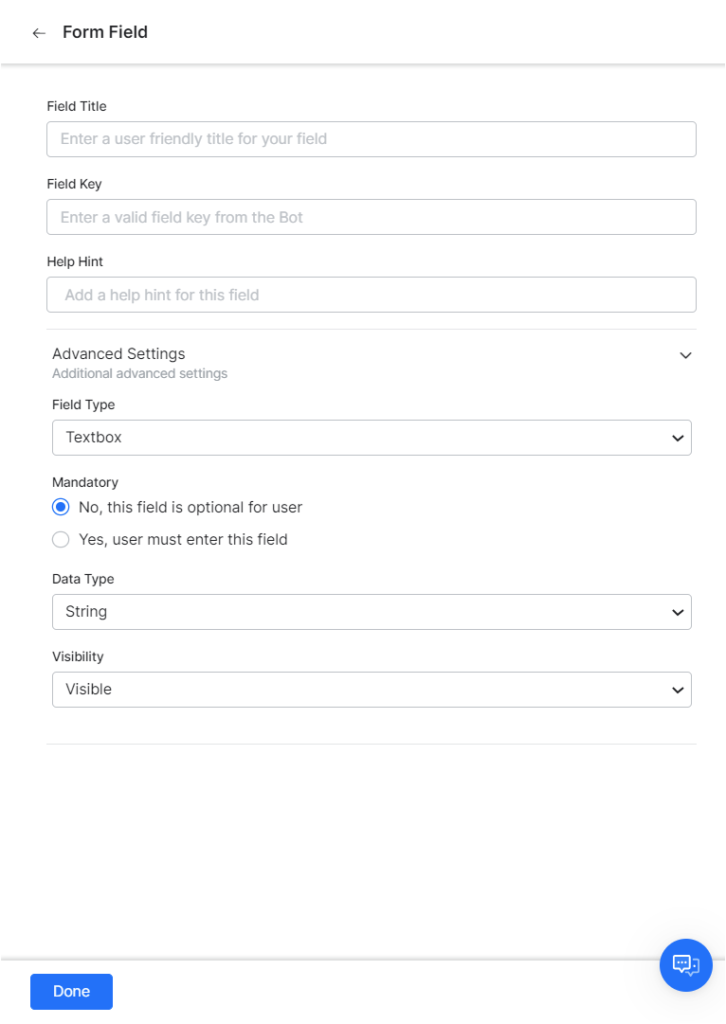 Form Field
Field Title
Enter a user friendly title for your field
Field Key
Enter a valid field key from the Bot
Help Hint
Add a help hint for this field
Advanced Settings
Additional advanced settings
Field Type
Textbox
Mandatory
No, this field is optional for user
Yes, user must enter this field
Data Type
String
Visibility
Visible
Done